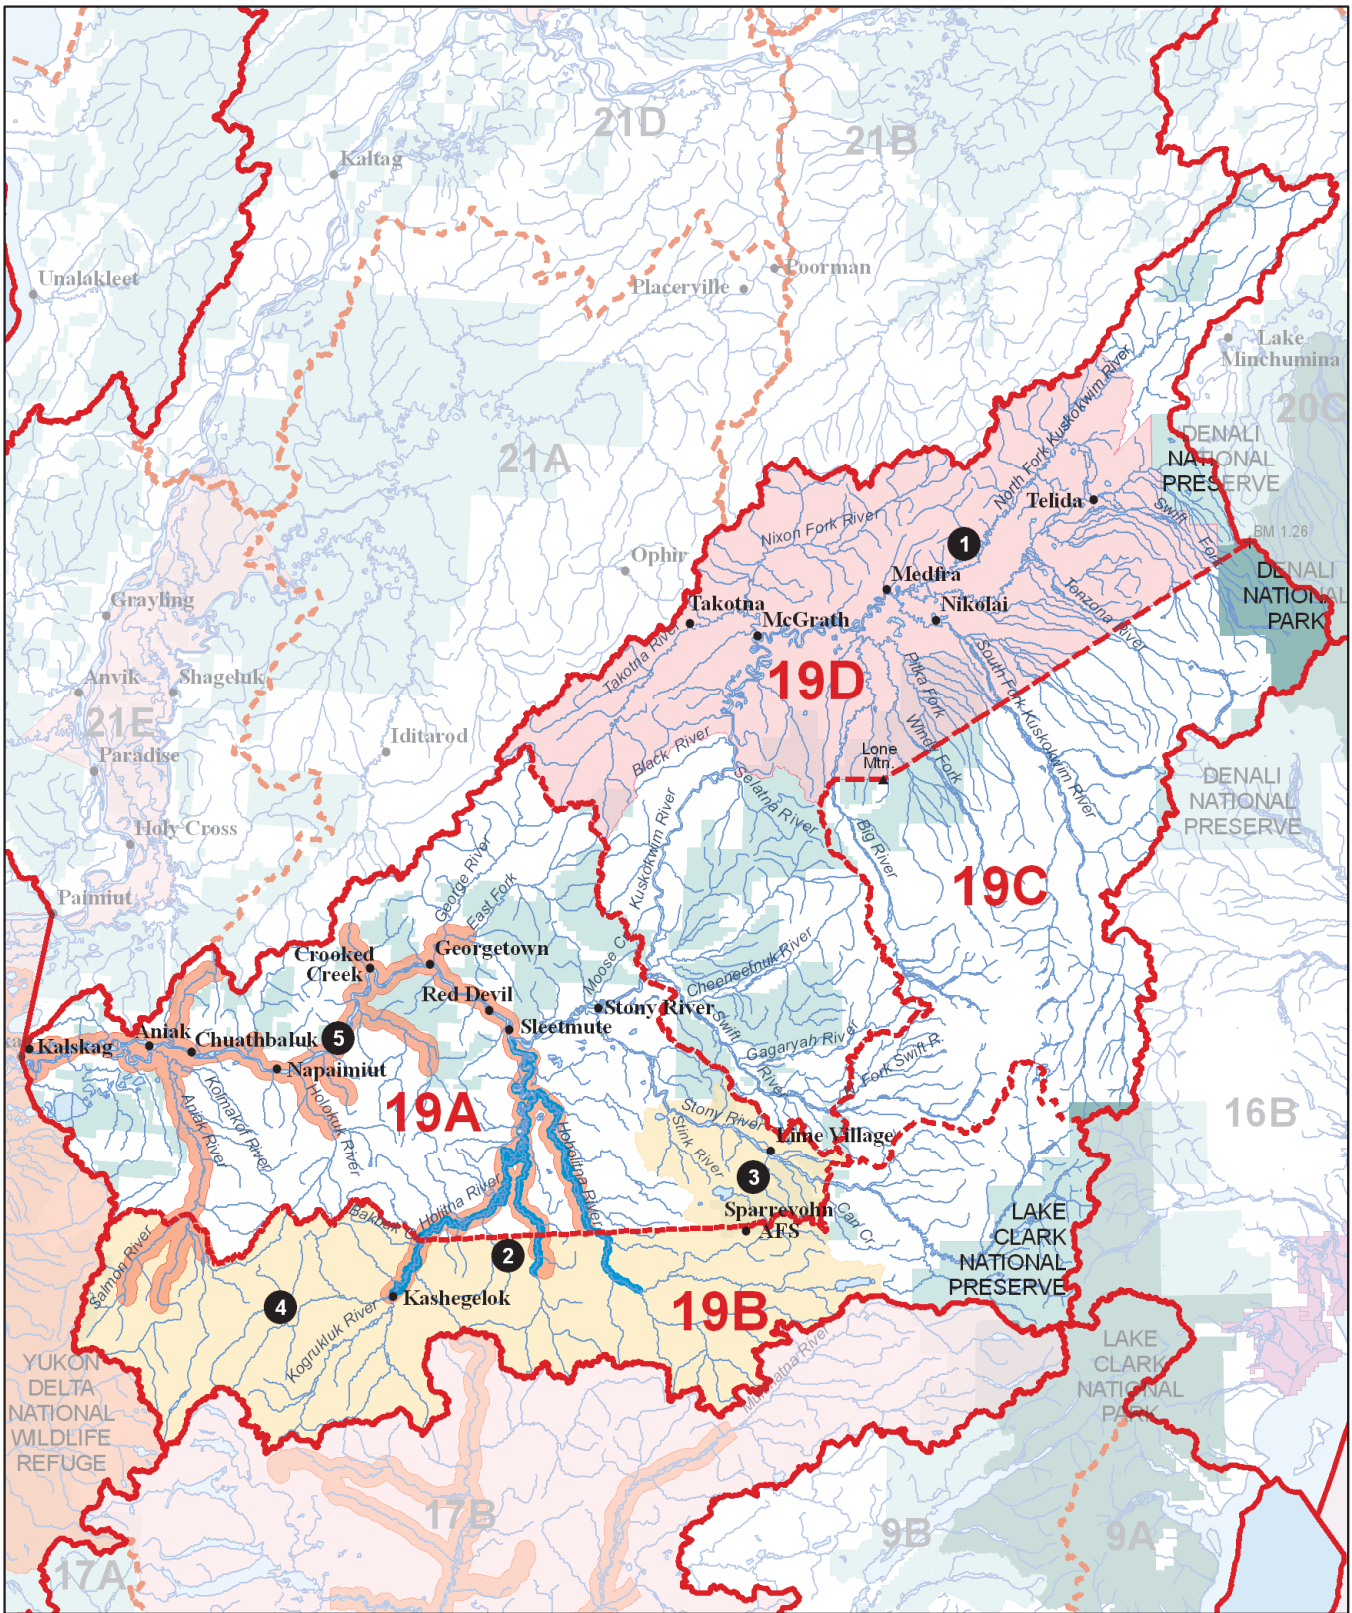 21D
21B
Kaltag
Unalakleet
Poorman
Placerville
Lake
Minchumina
20C
21A
DENALI
NATIONAL
PRESERVE
North Fork Kuskokwim River
Telida
Swift
Fork
BM 1.26
Nixon Fork River
1
Ophir
Medfra
DENALI
NATIONAL
PARK
Grayling
Takotna
Nikolai
McGrath
Tonzona River
Takotna River
19D
Pitka Fork
South Fork Kuskokwim River
Anvik
Shageluk
21E
Iditarod
Black River
Windy Fork
Lone
Mtn.
Paradise
Selatna River
DENALI
NATIONAL
PRESERVE
Holy Cross
Kuskokwim River
Big River
George River
East Fork
19C
Paimiut
Crooked
Creek
Georgetown
Moose Cr.
Cheeneetnuk River
Red Devil
Stony River
Sleetmute
Swift
River
Gagaryah River
Kalskag
Aniak
Chuathbaluk
5
Napaimiut
Fork Swift R.
Kolmakof River
Aniak River
Holokuk River
19A
Hoholitna River
Stony River
Stink River
Lime Village
16B
3
Holitna River
Sparrevohn
AFS
Can Cr.
LAKE
CLARK
NATIONAL
PRESERVE
Salmon River
2
4
Kashegelok
19B
Kogrukluk River
Mulchatna River
YUKON
DELTA
NATIONAL
WILDLIFE
REFUGE
LAKE
CLARK
NATIONAL
PARK
17B
9B
9A
17A